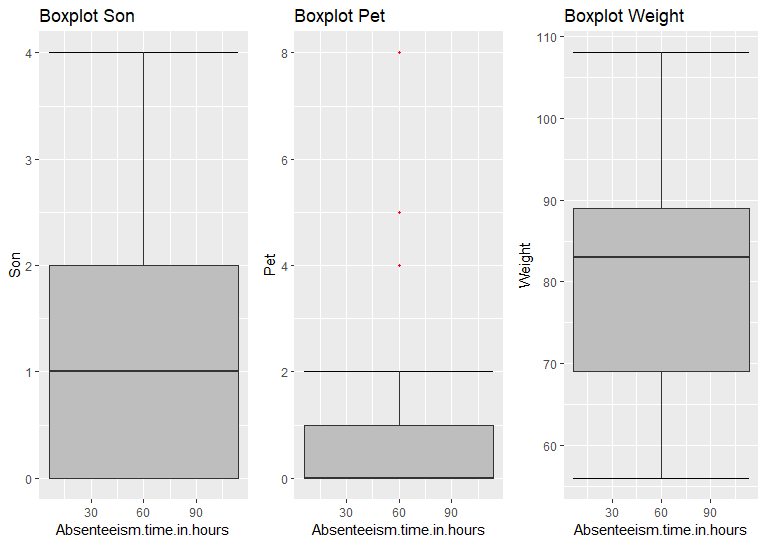 Boxplot Son
Son
4
3
2
1
0
30 60 90
Absenteeism.time.in.hours
Boxplot Pet
Pet
8
6
4
2
0
30 60 90
Absenteeism.time.in.hours
Boxplot Weight
Weight
110
100
90
80
70
60
30 60 90
Absenteeism.time.in.hours